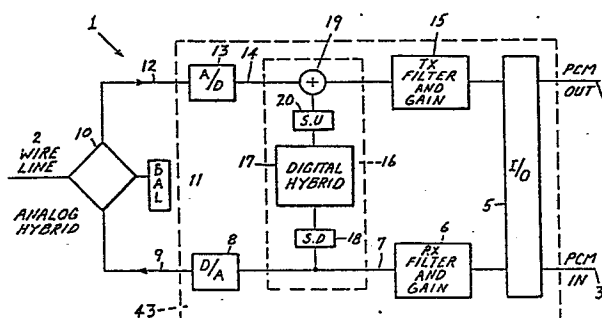 1
19
15
13
14
12
A/D
+
TX
FILTER
AND
GAIN
PCM
OUT
4
10
20
S.U
2
WIRE
LINE
BAL
11
17
DIGITAL
HYBRID
16
I/O
5
ANALOG
HYBRID
S.D
18
6
9
8
7
D/A
RX
FILTER
AND
GAIN
PCM
IN
3
43